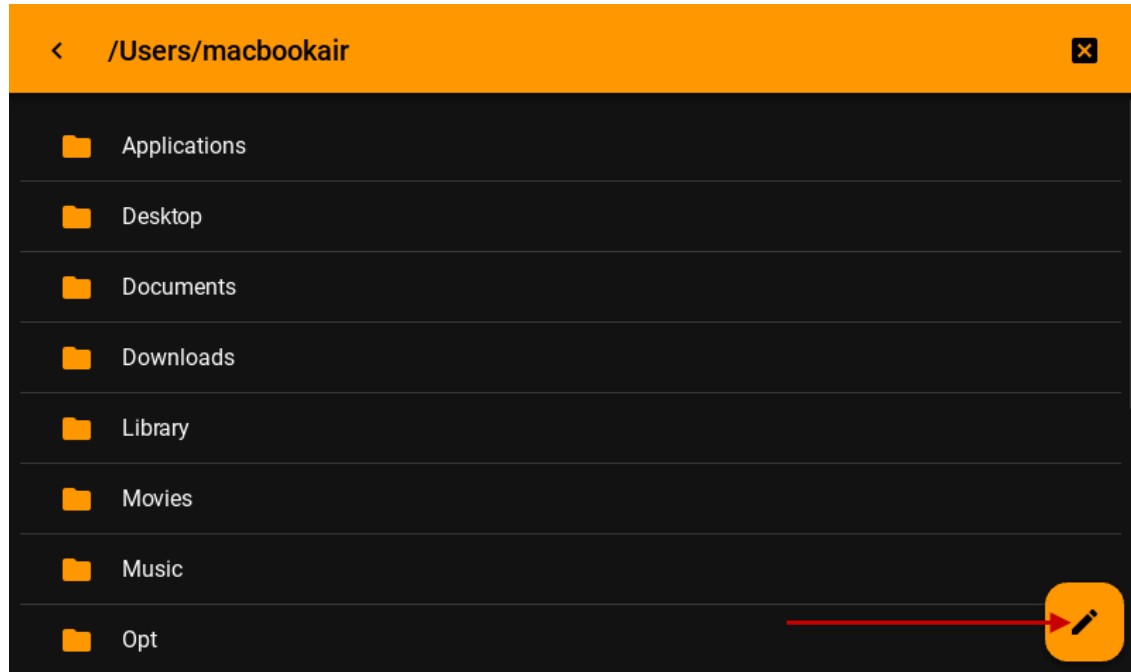 /Users/macbookair
Applications
Desktop
Documents
Downloads
Library
Movies
Music
Opt